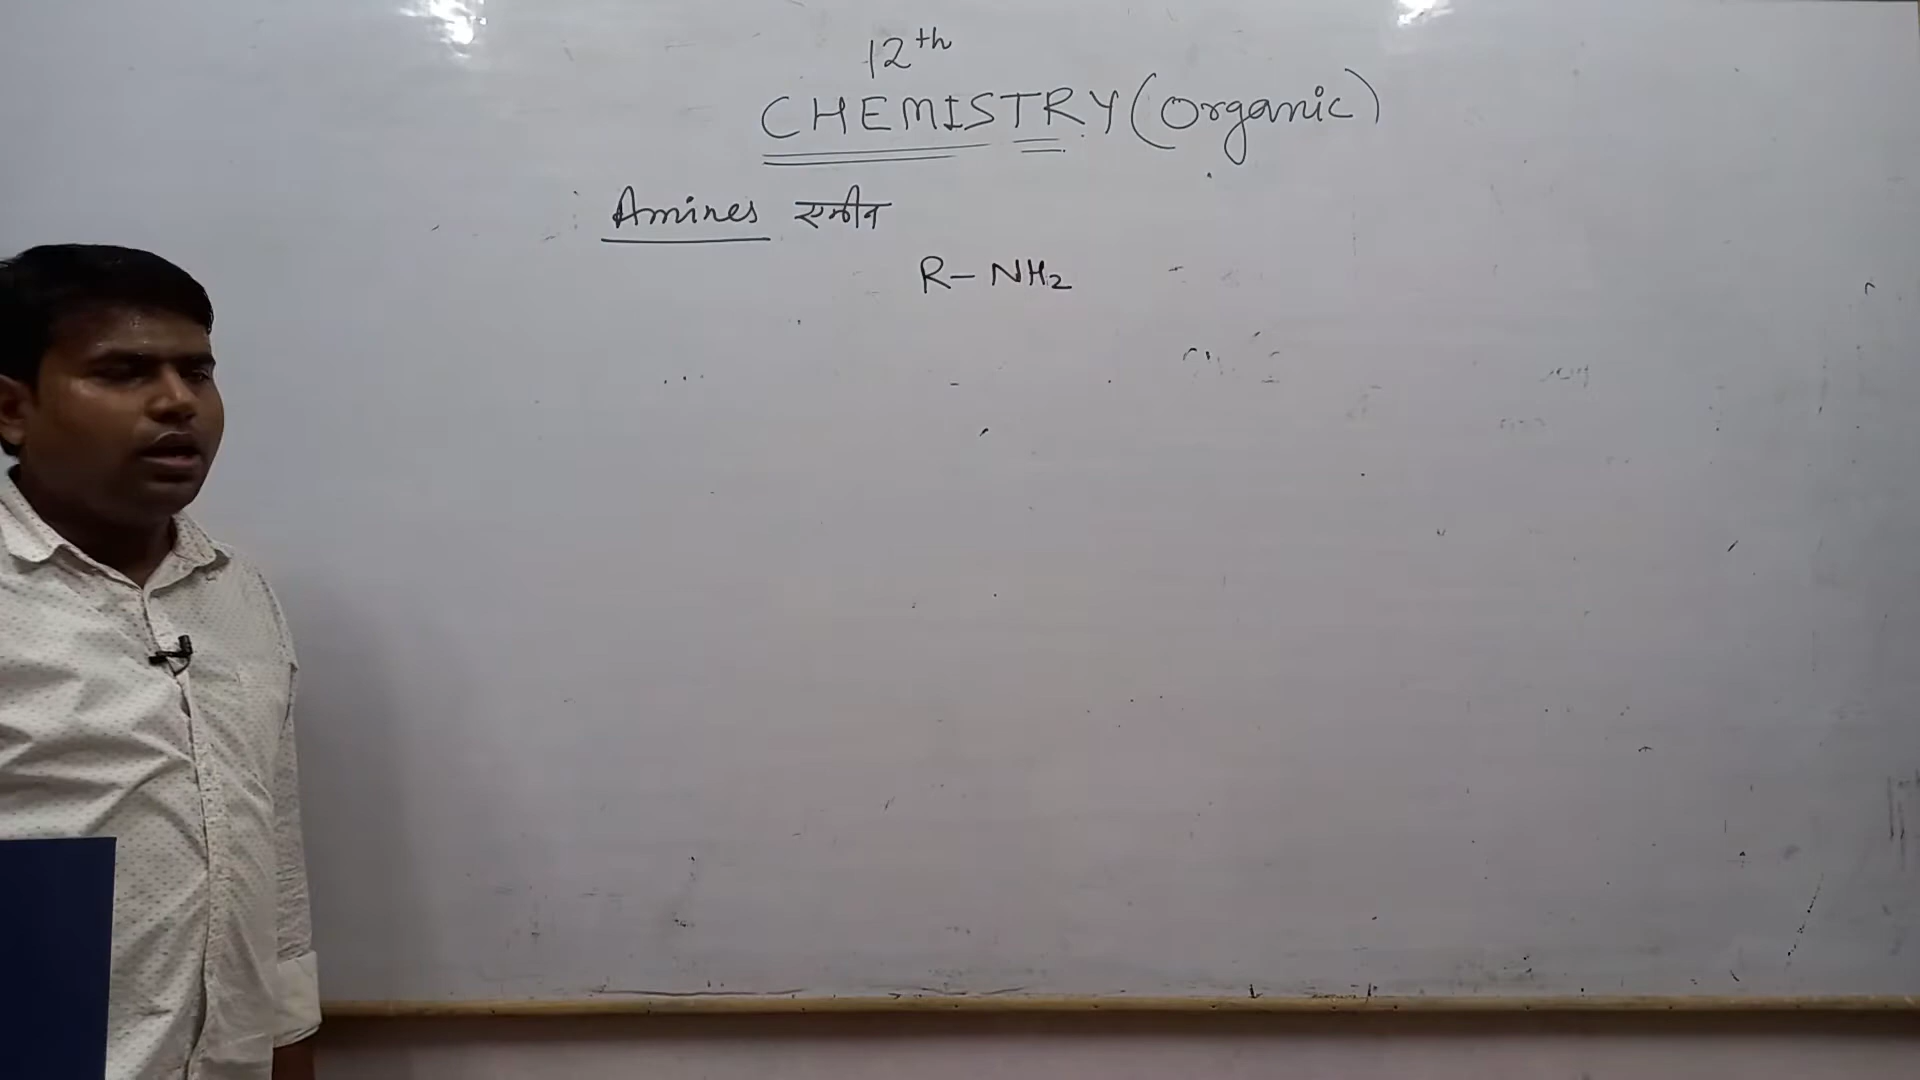 12th
CHEMISTRY (Organic)
Amines एमीन
R - NH2